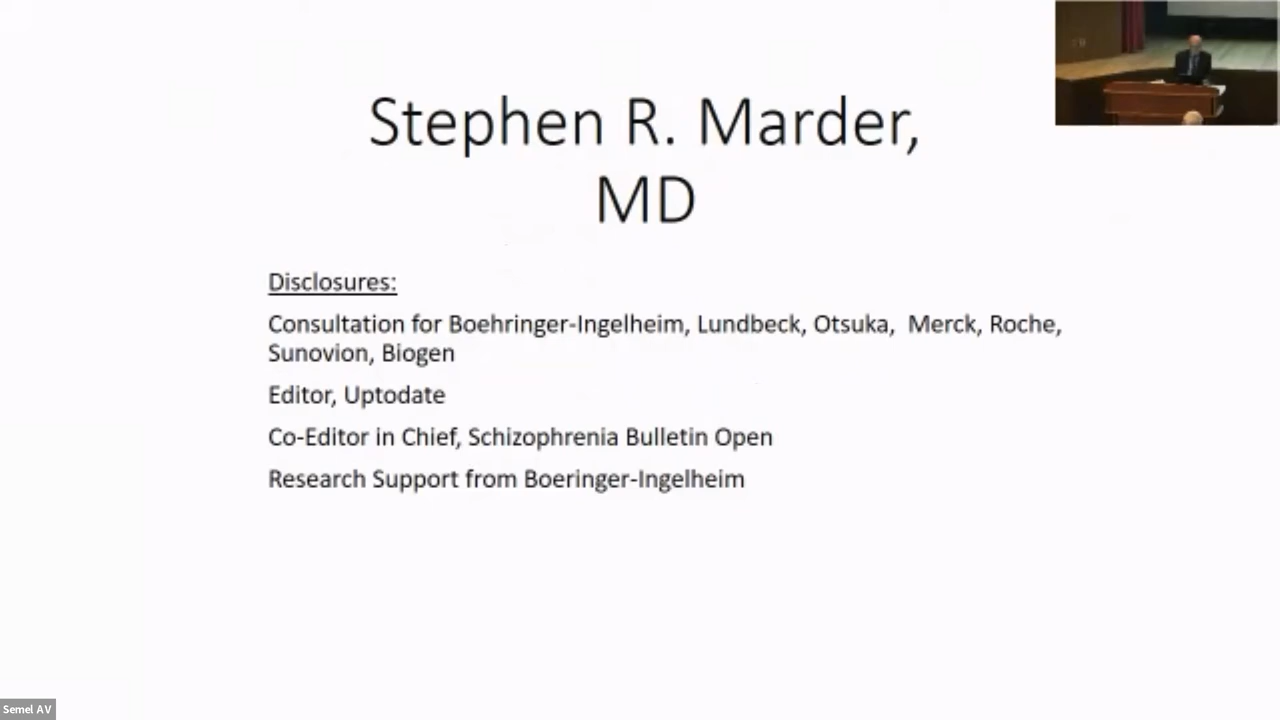 Stephen R. Marder,
MD
Disclosures:
Consultation for Boehringer-Ingelheim, Lundbeck, Otsuka,  Merck, Roche,
Sunovion, Biogen
Editor, Uptodate
Co-Editor in Chief, Schizophrenia Bulletin Open
Research Support from Boeringer-Ingelheim
Semel AV